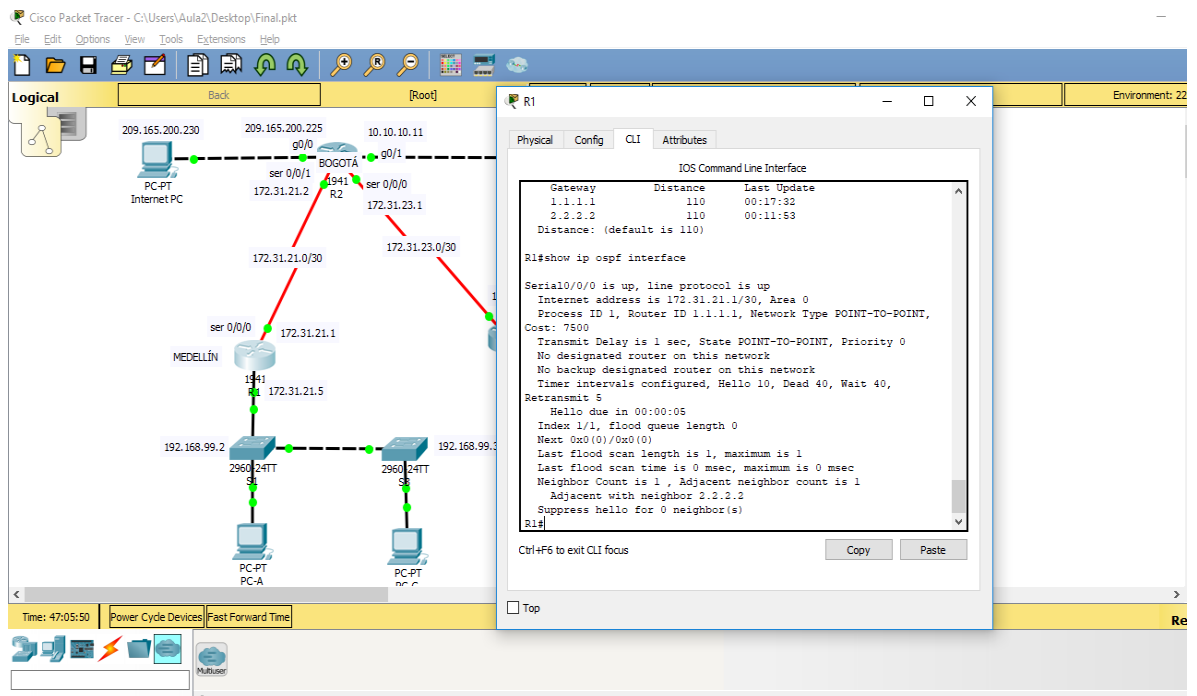 Cisco Packet Tracer - C:\Users\Aula2\Desktop\Final.pkt
File Edit Options View Tools Extensions Help
Logical
Back
[Root]
Environment: 22
209.165.200.230
209.165.200.225
10.10.10.11
g0/0
BOGOTÁ
g0/1
ser 0/0/1
1941
R2
ser 0/0/0
172.31.21.2
172.31.23.1
PC-PT
Internet PC
172.31.21.0/30
172.31.23.0/30
1
ser 0/0/0
172.31.21.1
MEDELLÍN
1941
R1
172.31.21.5
192.168.99.2
192.168.99.3
2960-24TT
S1
2960-24TT
S3
PC-PT
PC-A
PC-PT
PC-C
R1
Physical Config CLI Attributes
IOS Command Line Interface
Gateway Distance Last Update
1.1.1.1 110 00:17:32
2.2.2.2 110 00:11:53
Distance: (default is 110)
R1#show ip ospf interface
Serial0/0/0 is up, line protocol is up
Internet address is 172.31.21.1/30, Area 0
Process ID 1, Router ID 1.1.1.1, Network Type POINT-TO-POINT,
Cost: 7500
Transmit Delay is 1 sec, State POINT-TO-POINT, Priority 0
No designated router on this network
No backup designated router on this network
Timer intervals configured, Hello 10, Dead 40, Wait 40,
Retransmit 5
Hello due in 00:00:05
Index 1/1, flood queue length 0
Next 0x0(0)/0x0(0)
Last flood scan length is 1, maximum is 1
Last flood scan time is 0 msec, maximum is 0 msec
Neighbor Count is 1 , Adjacent neighbor count is 1
Adjacent with neighbor 2.2.2.2
Suppress hello for 0 neighbor(s)
R1#
Ctrl+F6 to exit CLI focus
Copy
Paste
Top
Time: 47:05:50
Power Cycle Devices
Fast Forward Time
Re
Multiuser